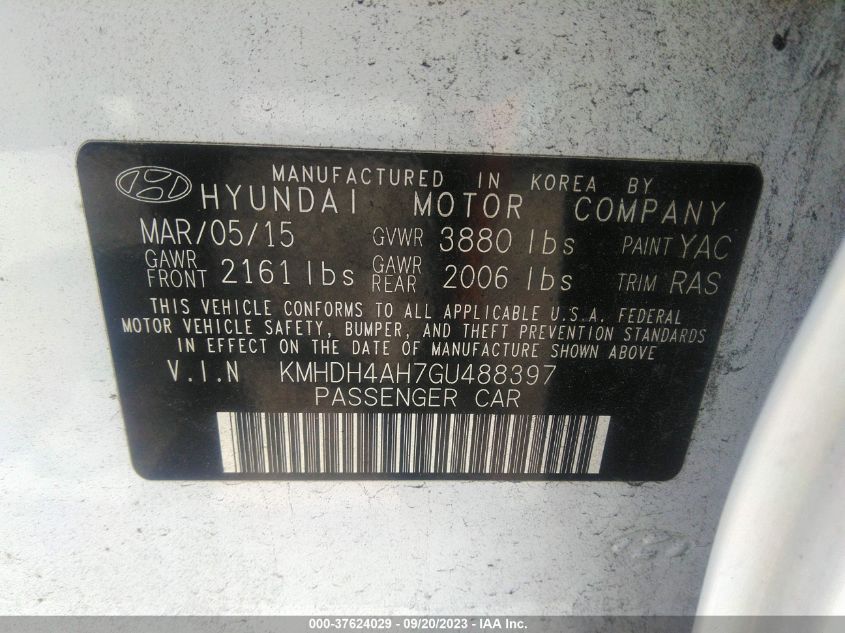 MANUFACTURED IN KOREA BY
HYUNDAI MOTOR COMPANY
MAR/05/15 GVWR 3880 lbs PAINT YAC
GAWR FRONT 2161 lbs GAWR REAR 2006 lbs TRIM RAS
THIS VEHICLE CONFORMS TO ALL APPLICABLE U.S.A. FEDERAL
MOTOR VEHICLE SAFETY, BUMPER, AND THEFT PREVENTION STANDARDS
IN EFFECT ON THE DATE OF MANUFACTURE SHOWN ABOVE
V.I.N KMHDH4AH7GU488397
PASSENGER CAR
000-37624029 - 09/20/2023 - IAA Inc.